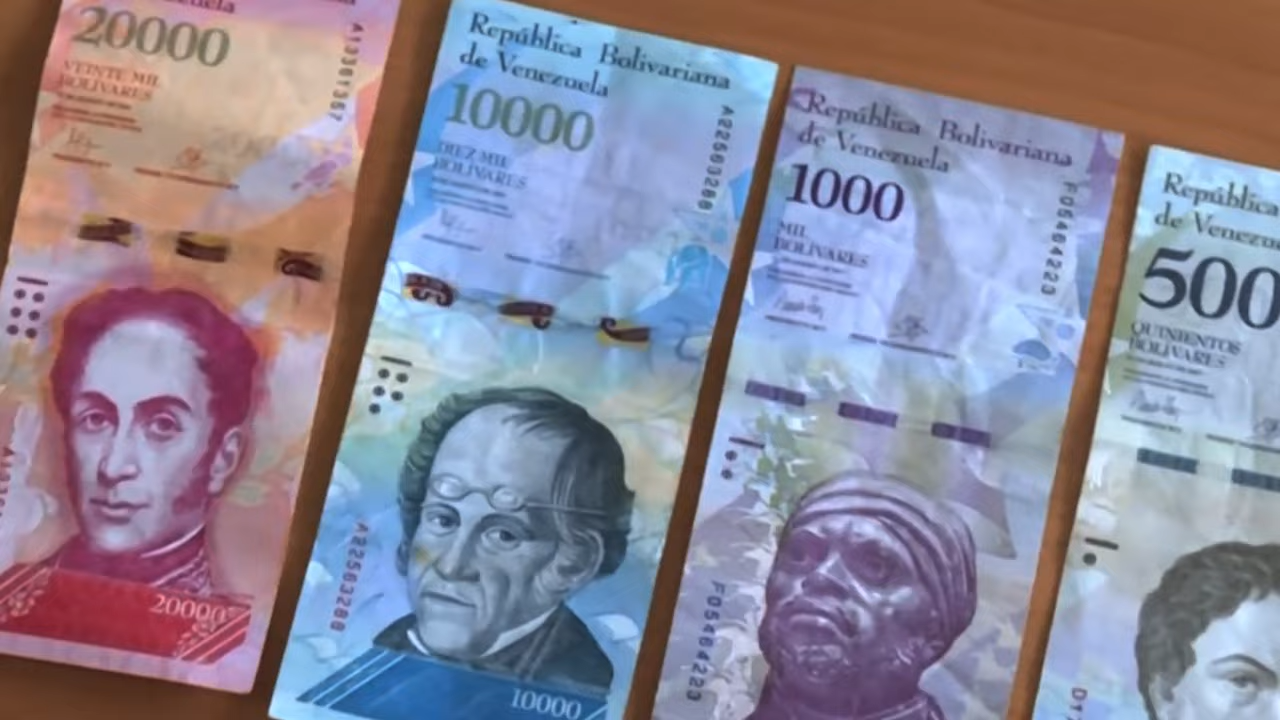 20000
VEINTE MIL
BOLÍVARES
A13361367
20000
República Bolivariana
de Venezuela
10000
DIEZ MIL
BOLÍVARES
A22563288
A22563288
10000
República Bolivariana
de Venezuela
1000
MIL
BOLÍVARES
F05464223
F05464223
República
de Venezu
500
QUINIENTOS
BOLÍVARES